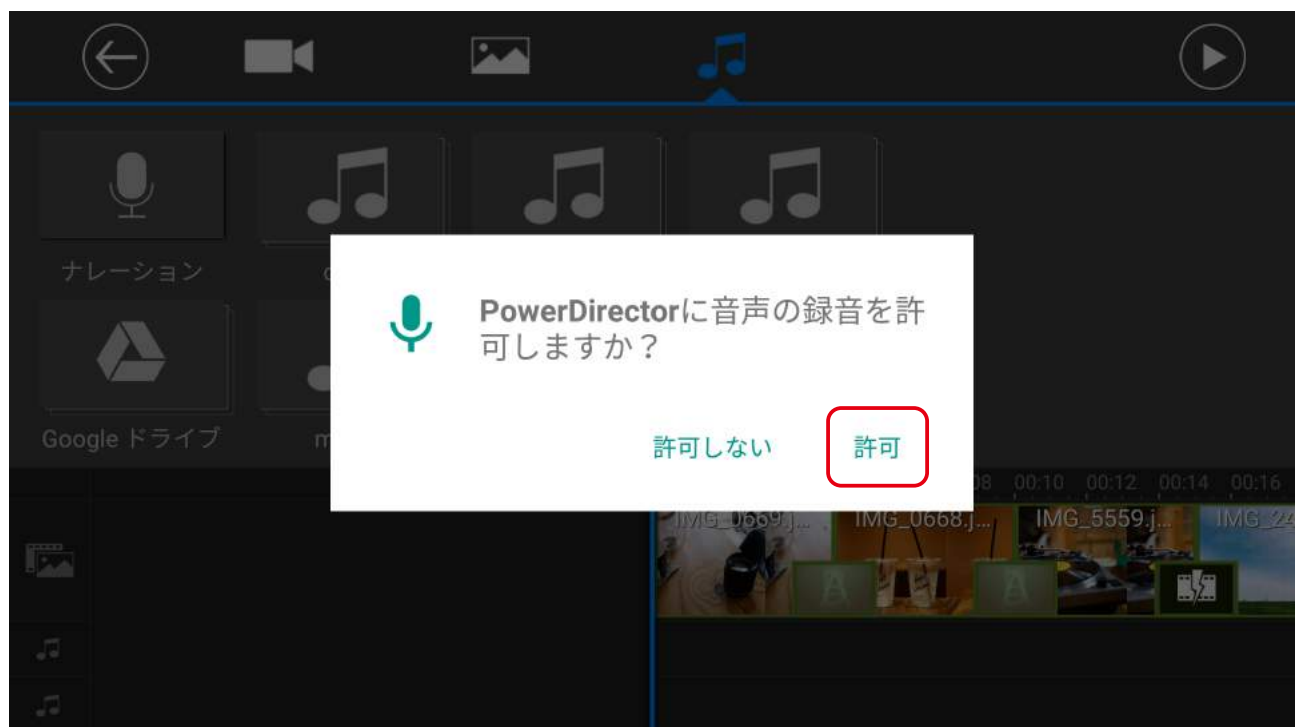 ナレーション
Google ドライブ
PowerDirectorに音声の録音を許
可しますか？
許可しない 許可
00:10 00:12 00:14 00:16
IMG_0669.j... IMG_0668.j... IMG_5559.j... IMG_24